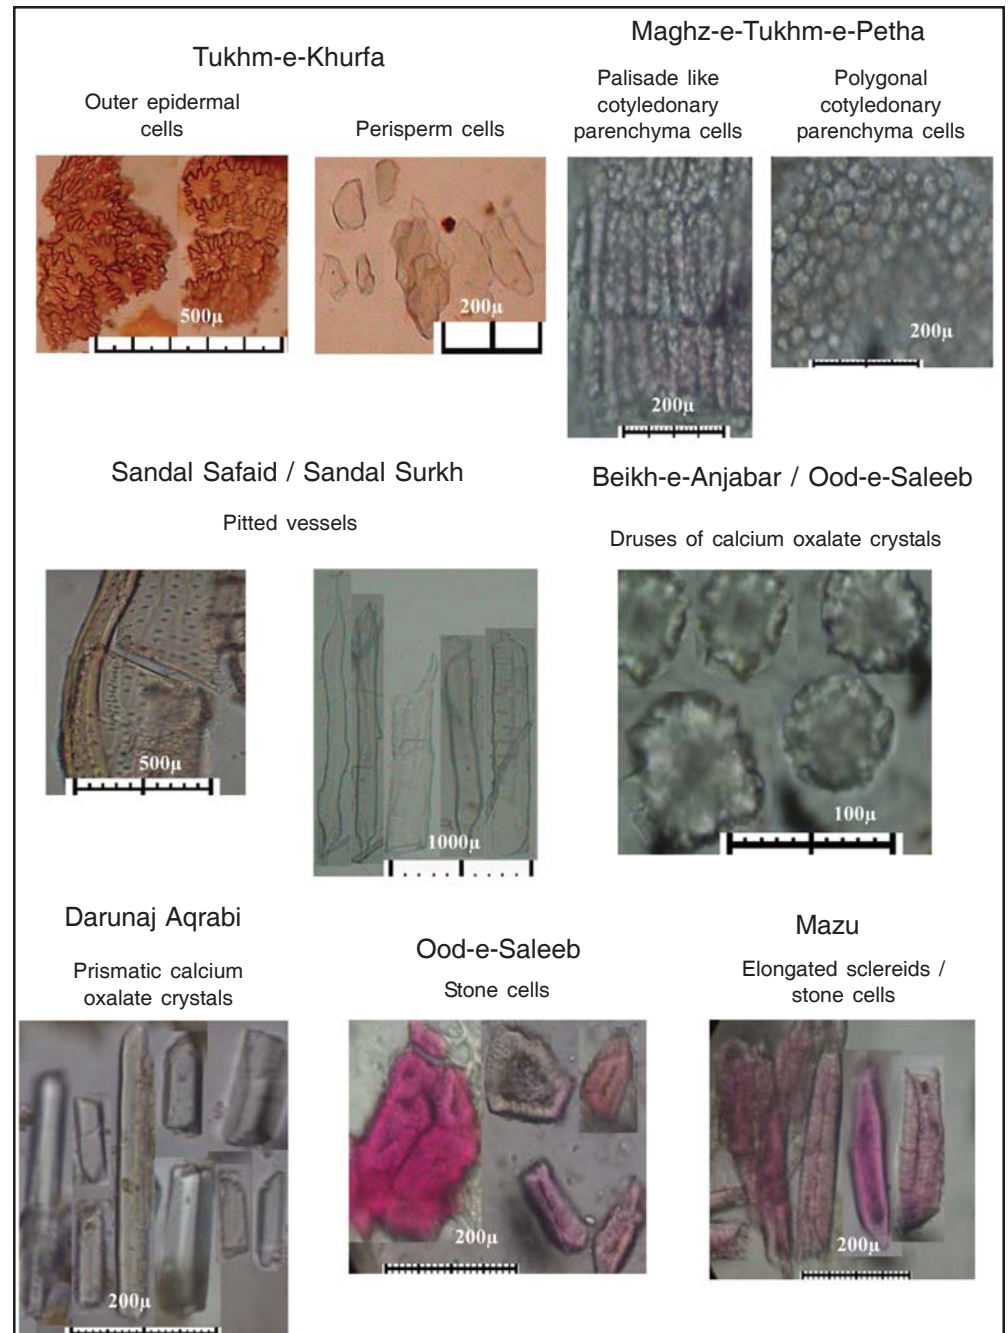 Tukhm-e-Khurfa
Outer epidermal
cells
500µ
Perisperm cells
200µ
Maghz-e-Tukhm-e-Petha
Palisade like
cotyledonary
parenchyma cells
200µ
Polygonal
cotyledonary
parenchyma cells
200µ
Sandal Safaid / Sandal Surkh
Pitted vessels
500µ
1000µ
Beikh-e-Anjabar / Ood-e-Saleeb
Druses of calcium oxalate crystals
100µ
Darunaj Aqrabi
Prismatic calcium
oxalate crystals
200µ
Ood-e-Saleeb
Stone cells
200µ
Mazu
Elongated sclereids /
stone cells
200µ